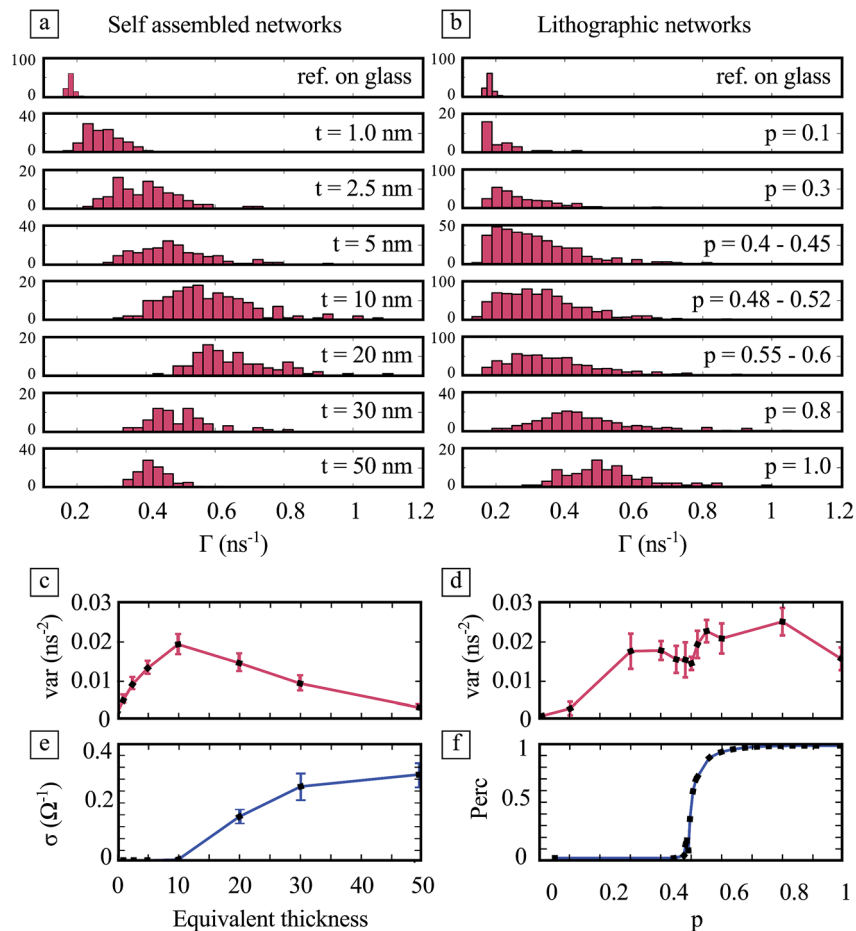 a Self assembled networks
b Lithographic networks
100 0 ref. on glass
100 0 ref. on glass
40 0 t = 1.0 nm
20 0 p = 0.1
20 0 t = 2.5 nm
100 0 p = 0.3
40 0 t = 5 nm
50 0 p = 0.4 - 0.45
20 0 t = 10 nm
100 0 p = 0.48 - 0.52
20 0 t = 20 nm
100 0 p = 0.55 - 0.6
40 0 t = 30 nm
40 0 p = 0.8
50 0 t = 50 nm
20 0 p = 1.0
0.2 0.4 0.6 0.8 1 1.2
Γ (ns⁻¹)
0.2 0.4 0.6 0.8 1 1.2
Γ (ns⁻¹)
c
0.03
0.02
0.01
0
var (ns⁻²)
d
0.03
0.02
0.01
0
var (ns⁻²)
e
0.4
0.2
0
σ (Ω⁻¹)
0 10 20 30 40 50
Equivalent thickness
f
1
0.5
0
Perc
0 0.2 0.4 0.6 0.8 1
p